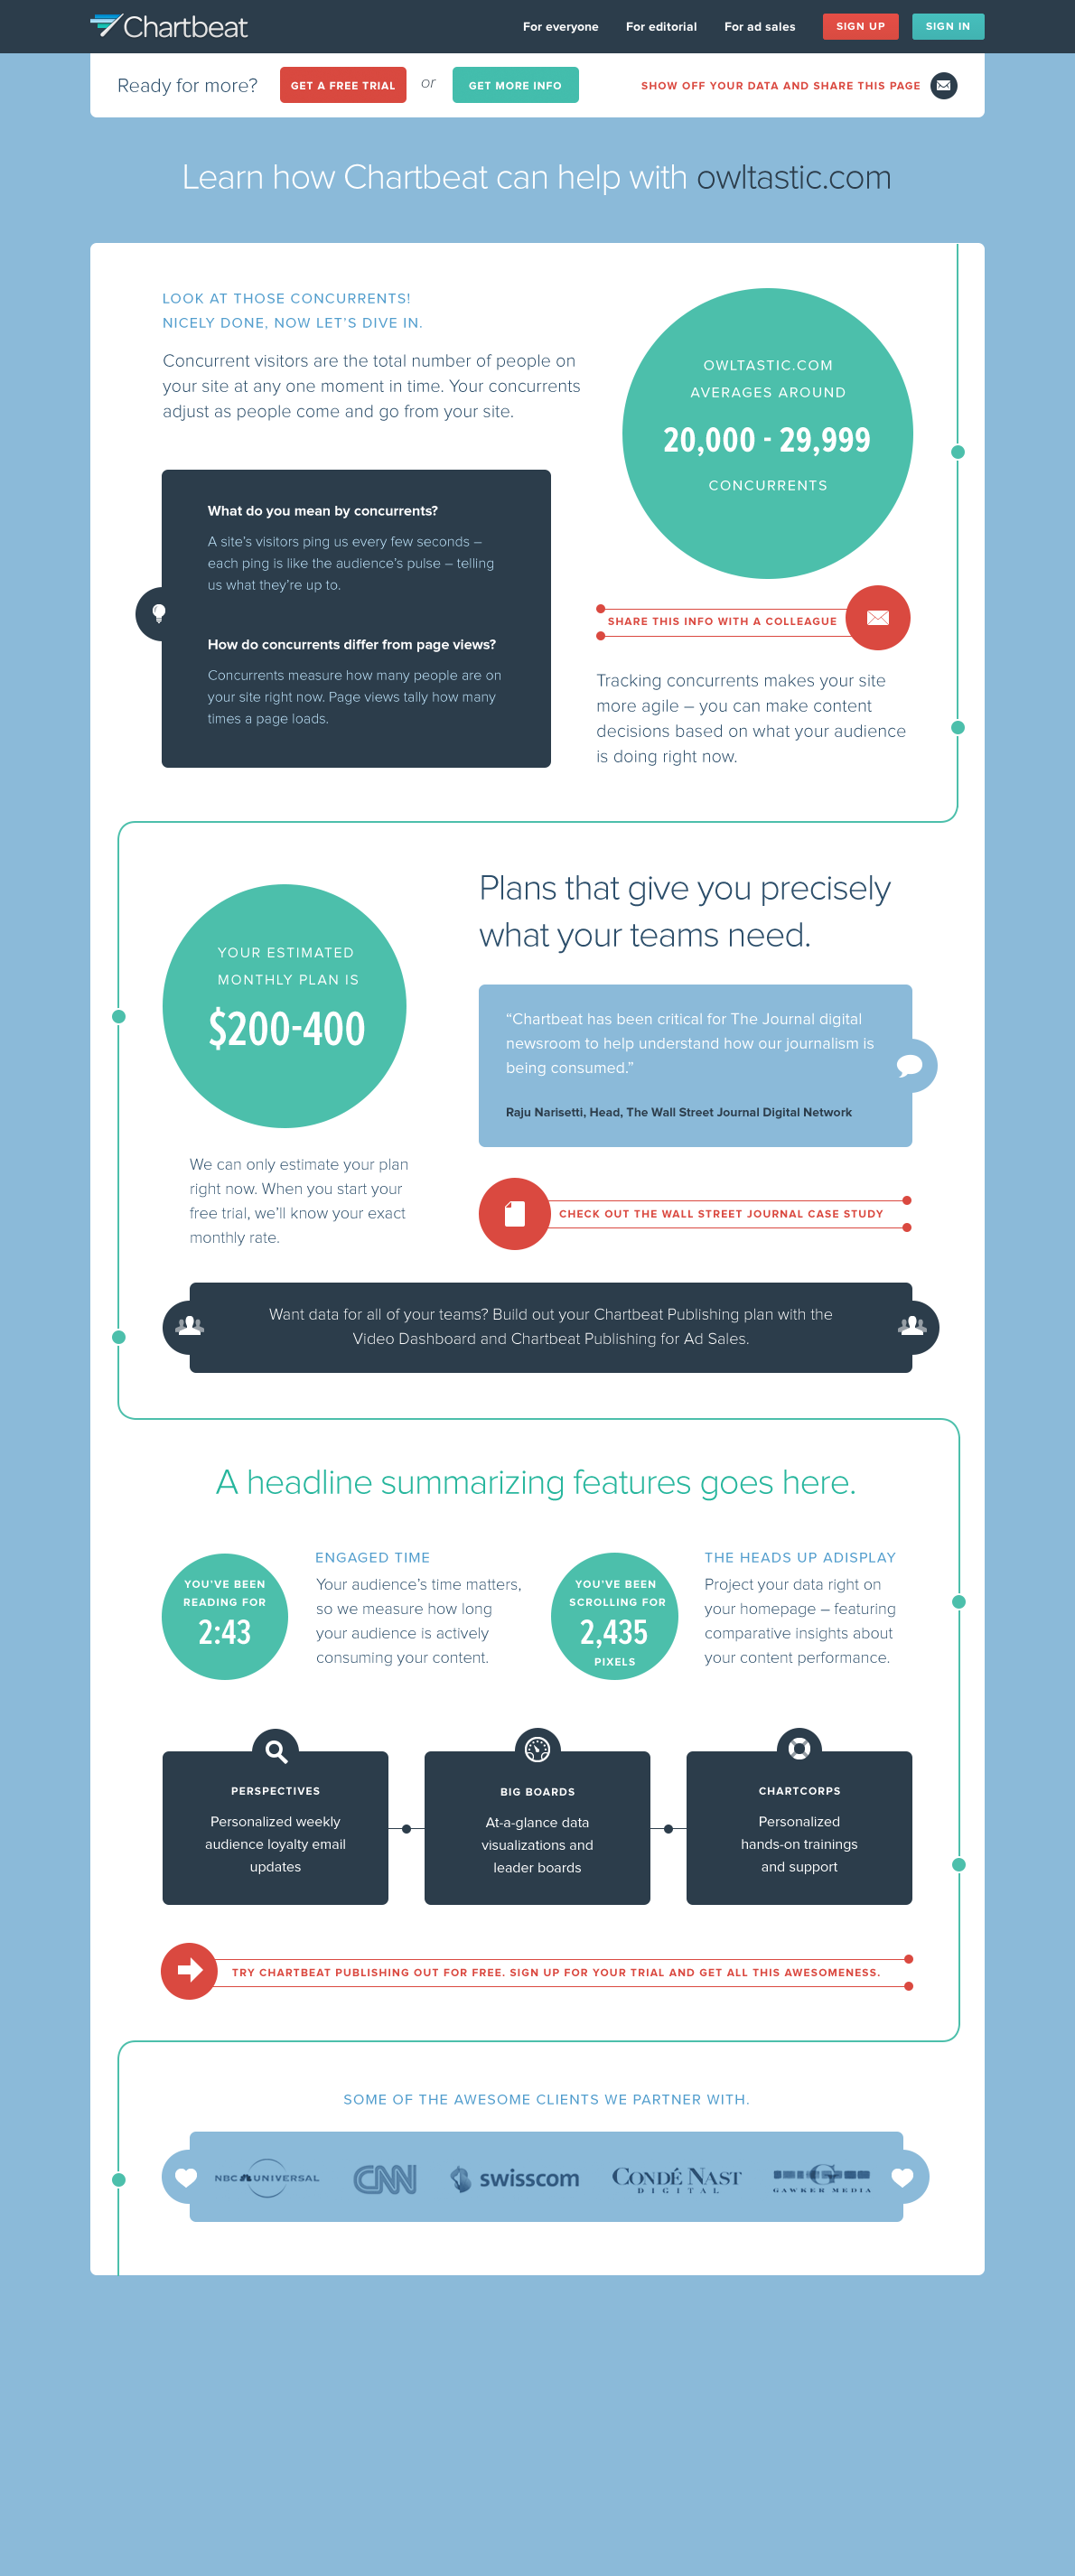 Chartbeat
For everyone For editorial For ad sales SIGN UP SIGN IN
Ready for more? GET A FREE TRIAL or GET MORE INFO SHOW OFF YOUR DATA AND SHARE THIS PAGE
Learn how Chartbeat can help with owltastic.com
LOOK AT THOSE CONCURRENTS!
NICELY DONE, NOW LET'S DIVE IN.
Concurrent visitors are the total number of people on
your site at any one moment in time. Your concurrents
adjust as people come and go from your site.
OWLTASTIC.COM
AVERAGES AROUND
20,000 - 29,999
CONCURRENTS
What do you mean by concurrents?
A site's visitors ping us every few seconds –
each ping is like the audience's pulse – telling
us what they're up to.
How do concurrents differ from page views?
Concurrents measure how many people are on
your site right now. Page views tally how many
times a page loads.
SHARE THIS INFO WITH A COLLEAGUE
Tracking concurrents makes your site
more agile – you can make content
decisions based on what your audience
is doing right now.
YOUR ESTIMATED
MONTHLY PLAN IS
$200-400
We can only estimate your plan
right now. When you start your
free trial, we'll know your exact
monthly rate.
Plans that give you precisely
what your teams need.
“Chartbeat has been critical for The Journal digital
newsroom to help understand how our journalism is
being consumed.”
Raju Narisetti, Head, The Wall Street Journal Digital Network
CHECK OUT THE WALL STREET JOURNAL CASE STUDY
Want data for all of your teams? Build out your Chartbeat Publishing plan with the
Video Dashboard and Chartbeat Publishing for Ad Sales.
A headline summarizing features goes here.
YOU'VE BEEN
READING FOR
2:43
ENGAGED TIME
Your audience's time matters,
so we measure how long
your audience is actively
consuming your content.
YOU'VE BEEN
SCROLLING FOR
2,435
PIXELS
THE HEADS UP ADISPLAY
Project your data right on
your homepage – featuring
comparative insights about
your content performance.
PERSPECTIVES
Personalized weekly
audience loyalty email
updates
BIG BOARDS
At-a-glance data
visualizations and
leader boards
CHARTCORPS
Personalized
hands-on trainings
and support
TRY CHARTBEAT PUBLISHING OUT FOR FREE. SIGN UP FOR YOUR TRIAL AND GET ALL THIS AWESOMENESS.
SOME OF THE AWESOME CLIENTS WE PARTNER WITH.
NBC UNIVERSAL
CNN
swisscom
CONDÉ NAST
DIGITAL
G
GAWKER MEDIA